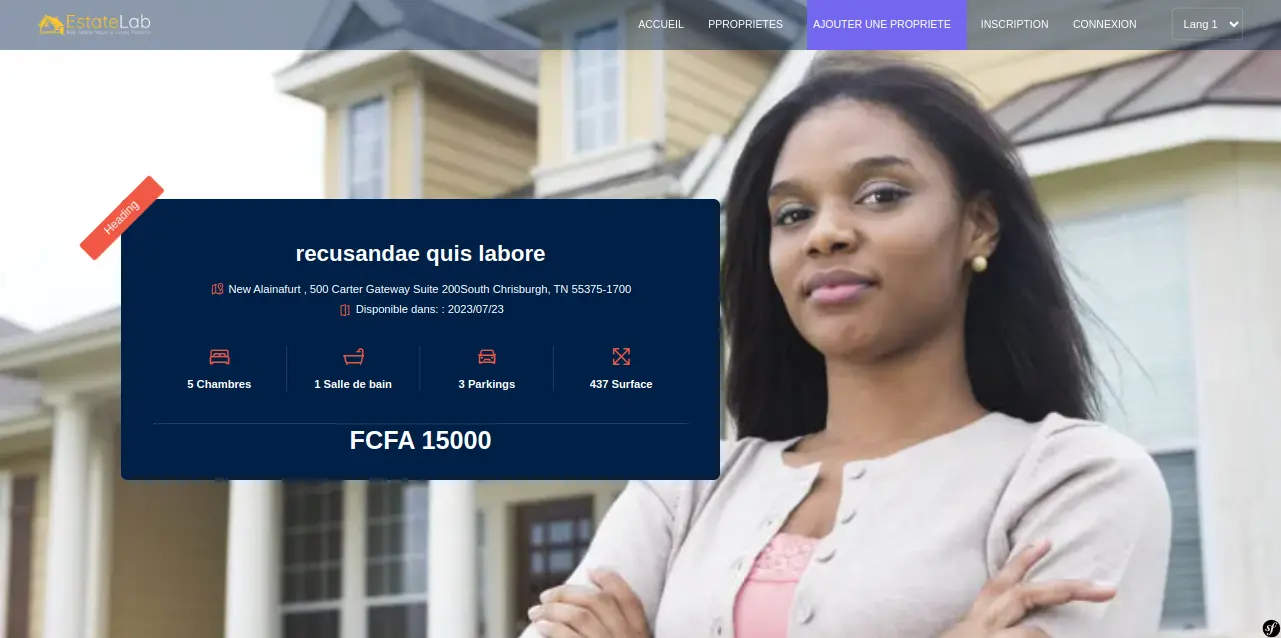 EstateLab
ACCUEIL
PPROPRIETES
AJOUTER UNE PROPRIETE
INSCRIPTION
CONNEXION
Lang 1
Heading
recusandae quis labore
New Alainafurt , 500 Carter Gateway Suite 200South Chrisburgh, TN 55375-1700
Disponible dans: : 2023/07/23
5 Chambres
1 Salle de bain
3 Parkings
437 Surface
FCFA 15000
sf